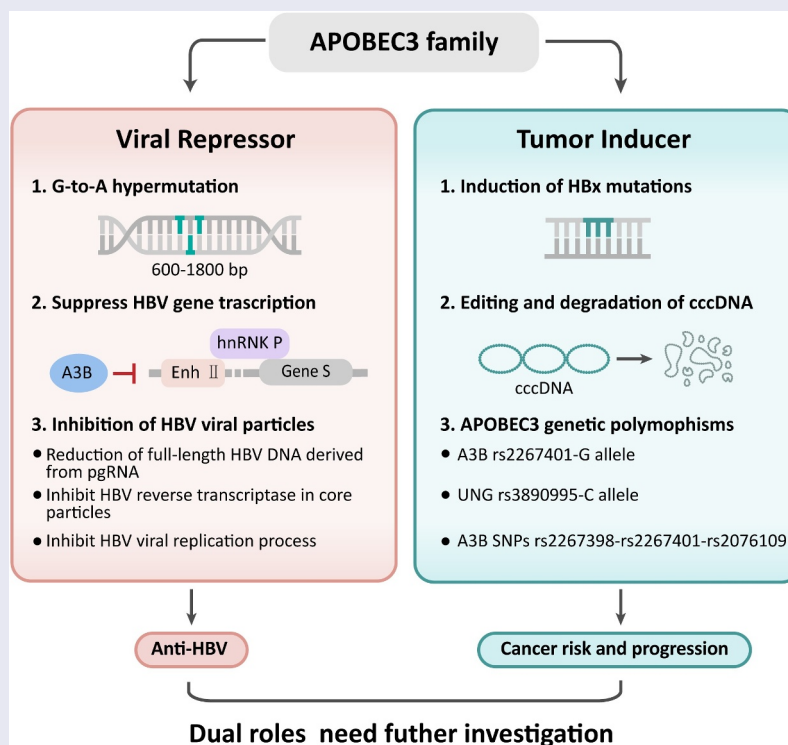 APOBEC3 family
Viral Repressor
1. G-to-A hypermutation
600-1800 bp
2. Suppress HBV gene trascription
hnRNK P
A3B
Enh Ⅱ
Gene S
3. Inhibition of HBV viral particles
● Reduction of full-length HBV DNA derived
from pgRNA
● Inhibit HBV reverse transcriptase in core
particles
● Inhibit HBV viral replication process
Anti-HBV
Tumor Inducer
1. Induction of HBx mutations
2. Editing and degradation of cccDNA
cccDNA
3. APOBEC3 genetic polymophisms
● A3B rs2267401-G allele
● UNG rs3890995-C allele
● A3B SNPs rs2267398-rs2267401-rs2076109
Cancer risk and progression
Dual roles need futher investigation